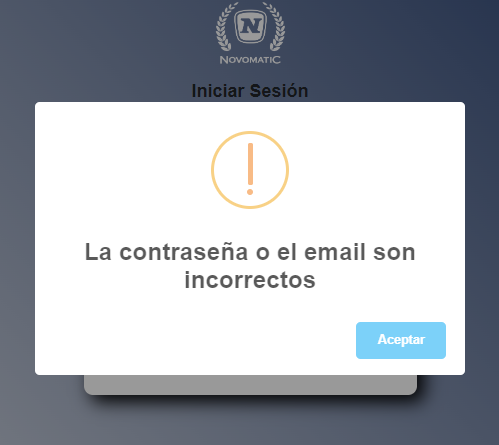 N
NOVOMATIC
Iniciar Sesión
!
La contraseña o el email son
incorrectos
Aceptar